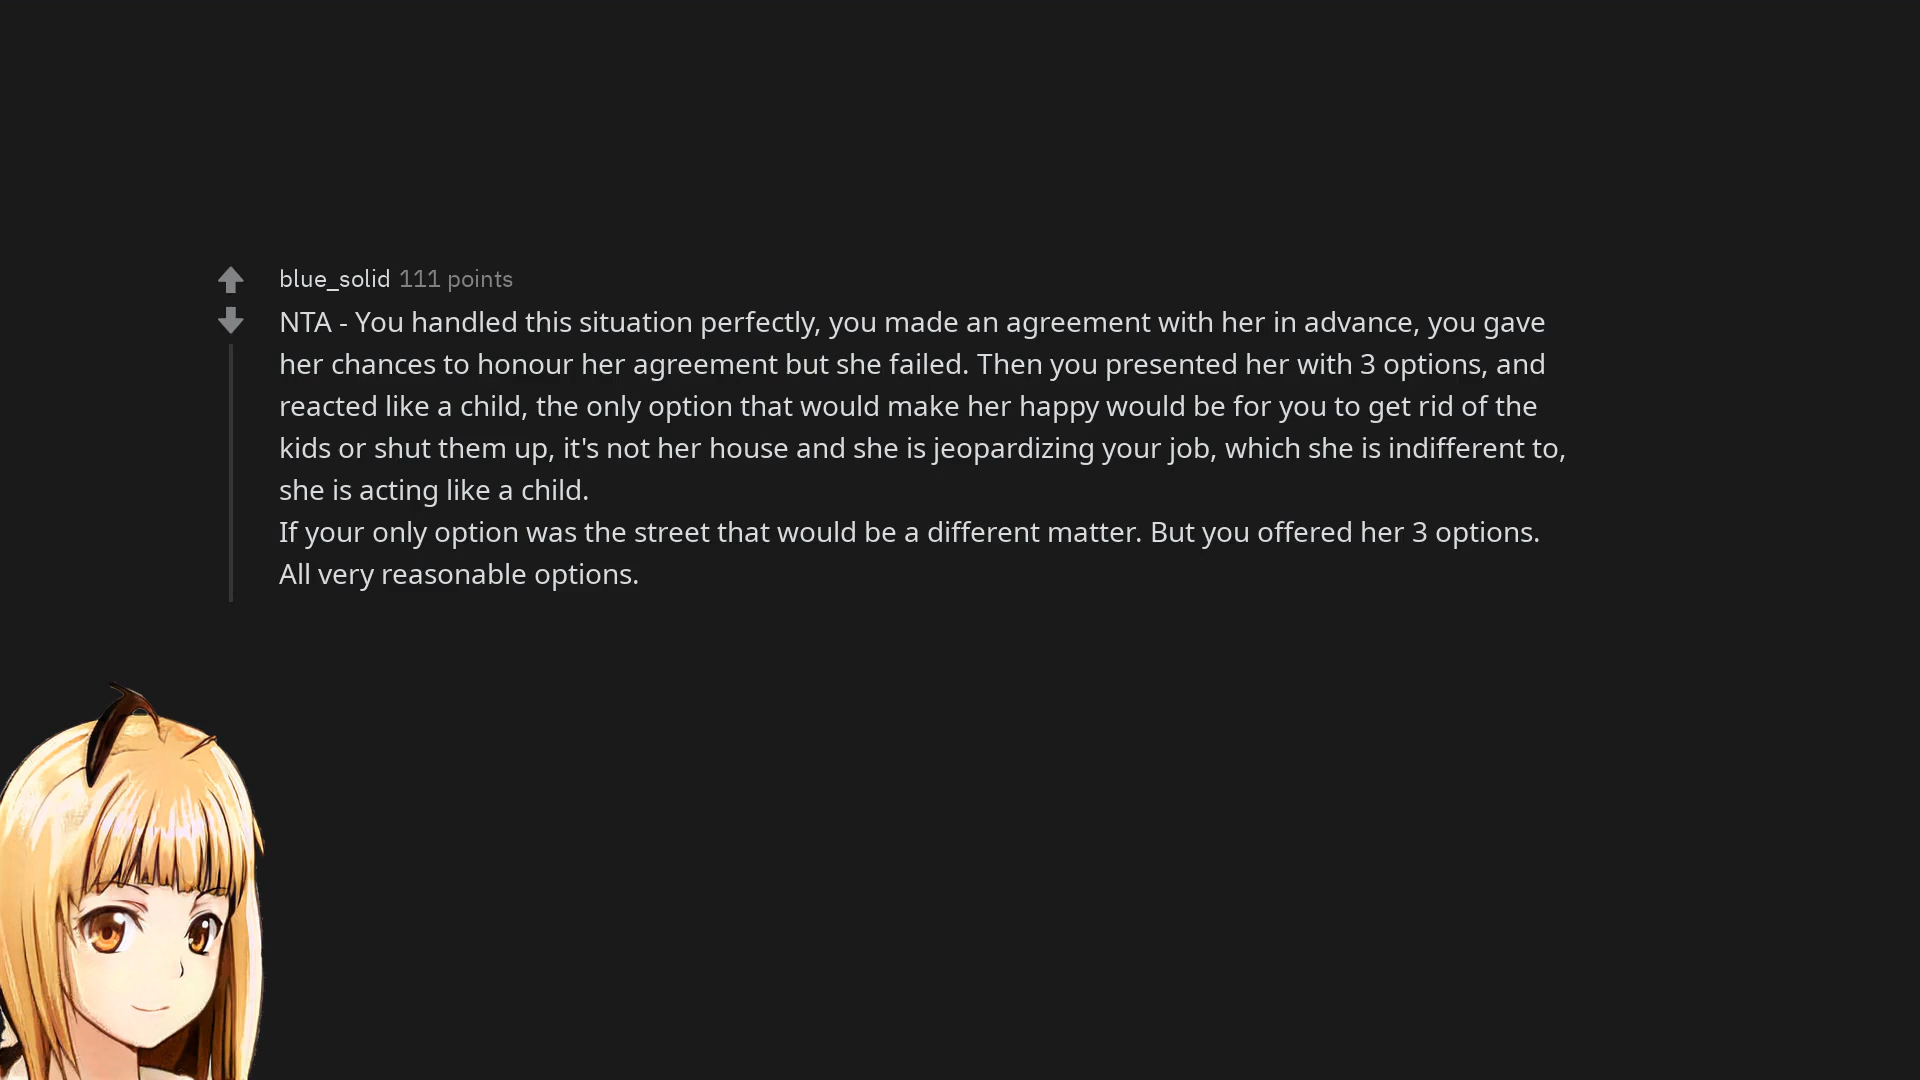 blue_solid 111 points
NTA - You handled this situation perfectly, you made an agreement with her in advance, you gave
her chances to honour her agreement but she failed. Then you presented her with 3 options, and
reacted like a child, the only option that would make her happy would be for you to get rid of the
kids or shut them up, it's not her house and she is jeopardizing your job, which she is indifferent to,
she is acting like a child.
If your only option was the street that would be a different matter. But you offered her 3 options.
All very reasonable options.